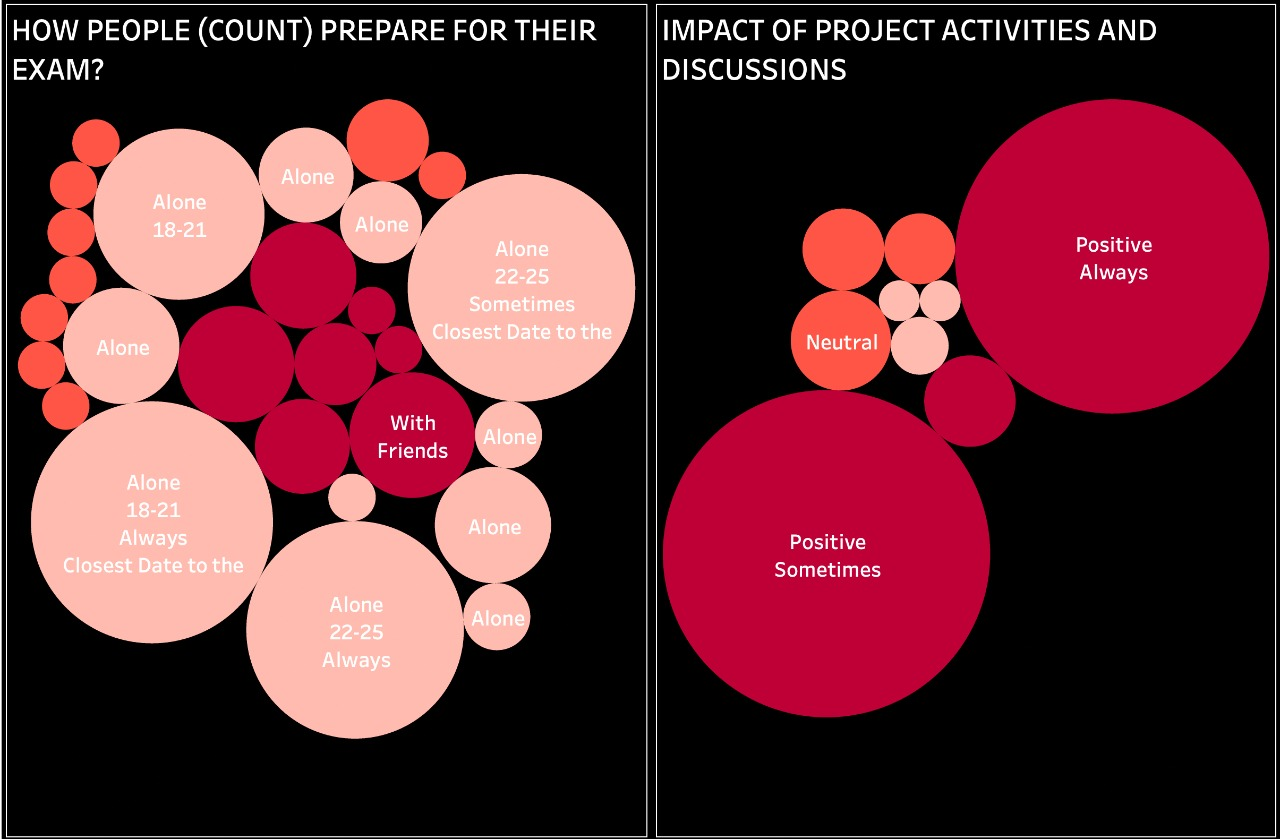 HOW PEOPLE (COUNT) PREPARE FOR THEIR
EXAM?
Alone
18-21
Alone
Alone
Alone
22-25
Sometimes
Closest Date to the
Alone
With
Friends
Alone
Alone
18-21
Always
Closest Date to the
Alone
Alone
22-25
Always
Alone
IMPACT OF PROJECT ACTIVITIES AND
DISCUSSIONS
Positive
Always
Neutral
Positive
Sometimes